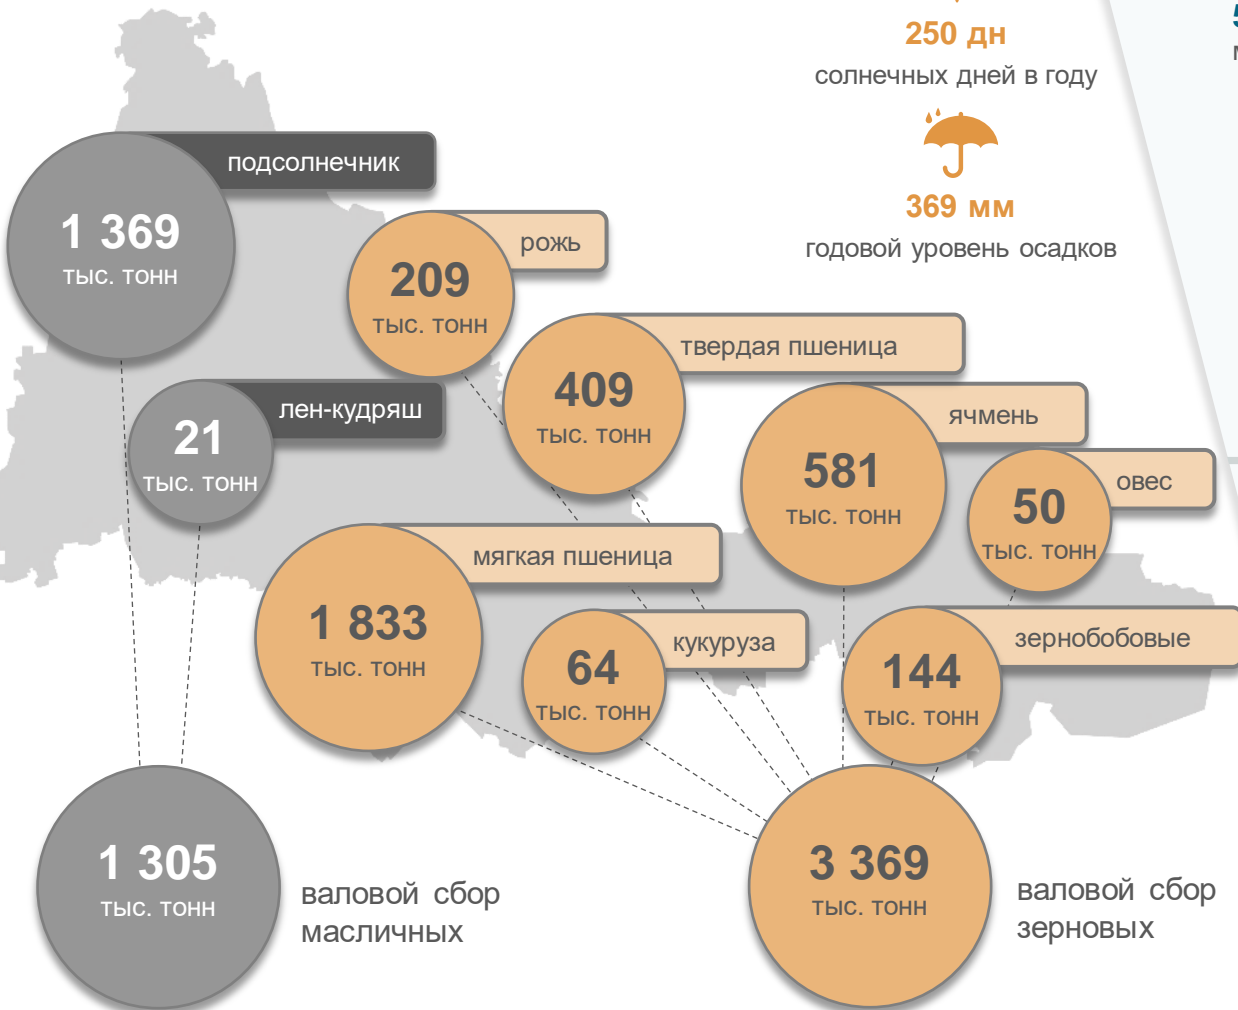 250 дн
солнечных дней в году
369 мм
годовой уровень осадков
подсолнечник
1 369
тыс. тонн
рожь
209
тыс. тонн
твердая пшеница
409
тыс. тонн
лен-кудряш
21
тыс. тонн
ячмень
581
тыс. тонн
овес
50
тыс. тонн
мягкая пшеница
1 833
тыс. тонн
кукуруза
64
тыс. тонн
зернобобовые
144
тыс. тонн
1 305
тыс. тонн
валовой сбор
масличных
3 369
тыс. тонн
валовой сбор
зерновых